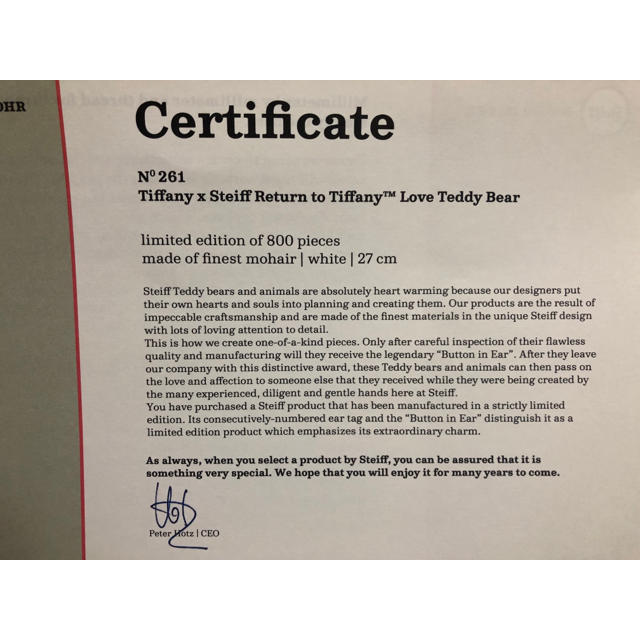 OHR
Certificate
Nº 261
Tiffany x Steiff Return to Tiffany™ Love Teddy Bear
limited edition of 800 pieces
made of finest mohair | white | 27 cm
Steiff Teddy bears and animals are absolutely heart warming because our designers put
their own hearts and souls into planning and creating them. Our products are the result of
impeccable craftsmanship and are made of the finest materials in the unique Steiff design
with lots of loving attention to detail.
This is how we create one-of-a-kind pieces. Only after careful inspection of their flawless
quality and manufacturing will they receive the legendary "Button in Ear". After they leave
our company with this distinctive award, these Teddy bears and animals can then pass on
the love and affection to someone else that they received while they were being created by
the many experienced, diligent and gentle hands here at Steiff.
You have purchased a Steiff product that has been manufactured in a strictly limited
edition. Its consecutively-numbered ear tag and the "Button in Ear" distinguish it as a
limited edition product which emphasizes its extraordinary charm.
As always, when you select a product by Steiff, you can be assured that it is
something very special. We hope that you will enjoy it for many years to come.
Peter Hotz | CEO